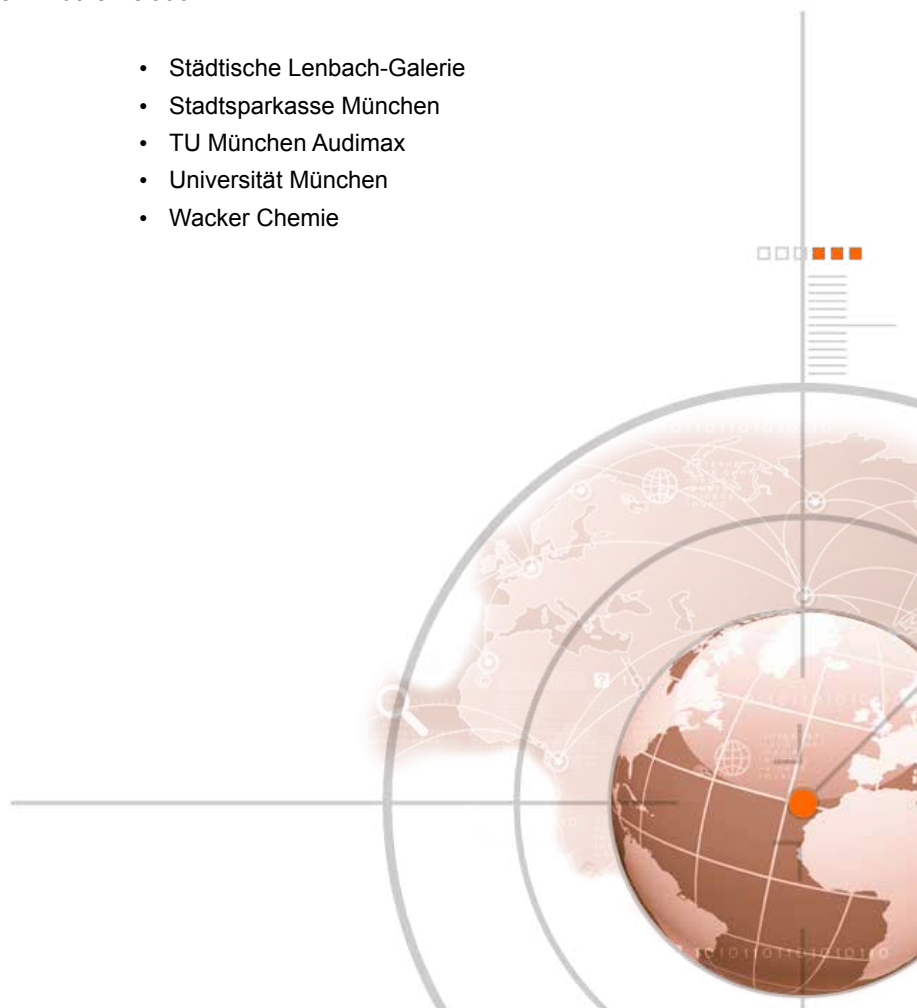 • Städtische Lenbach-Galerie
• Stadtsparkasse München
• TU München Audimax
• Universität München
• Wacker Chemie